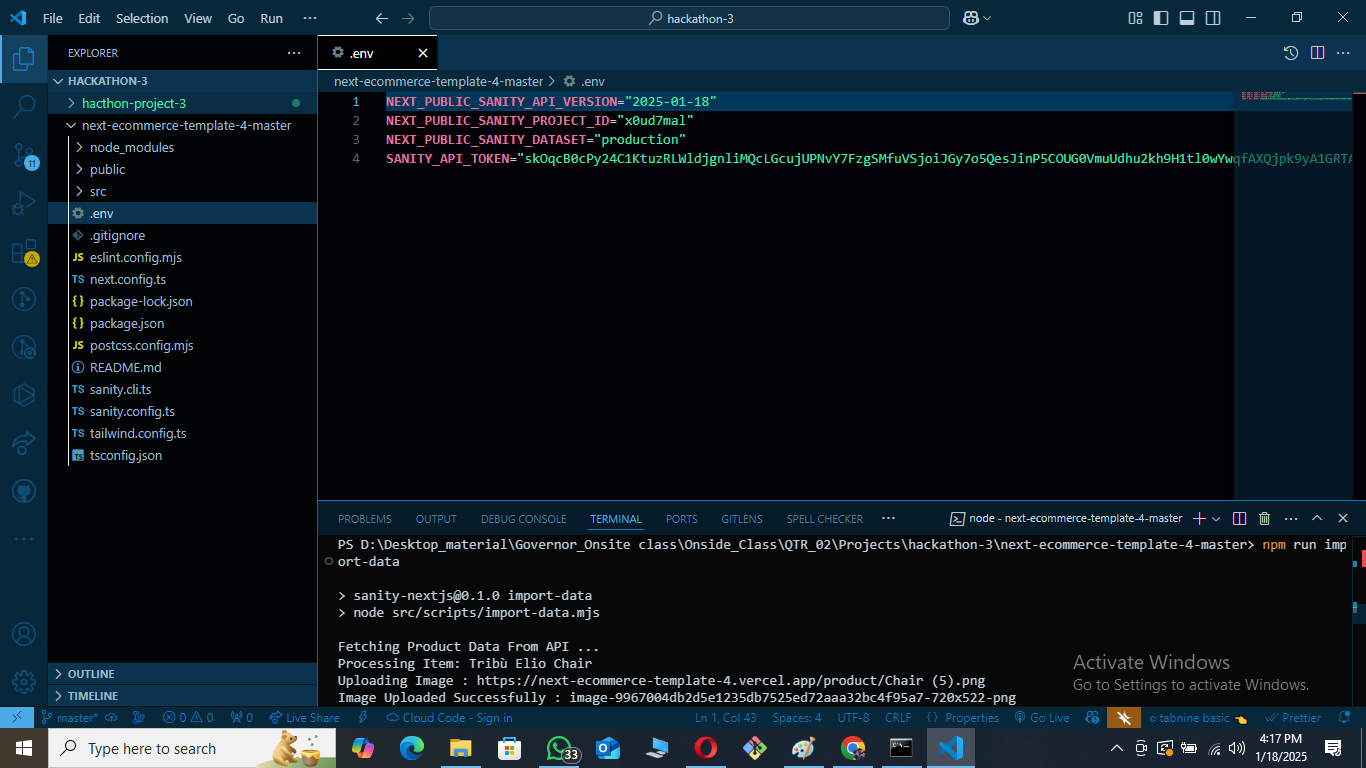 File Edit Selection View Go Run ··· hackathon-3
EXPLORER ···
HACKATHON-3
hacthon-project-3
next-ecommerce-template-4-master
node_modules
public
src
.env
.gitignore
eslint.config.mjs
next.config.ts
package-lock.json
package.json
postcss.config.mjs
README.md
sanity.cli.ts
sanity.config.ts
tailwind.config.ts
tsconfig.json
OUTLINE
TIMELINE
11
.env
next-ecommerce-template-4-master > .env
1 NEXT_PUBLIC_SANITY_API_VERSION="2025-01-18"
2 NEXT_PUBLIC_SANITY_PROJECT_ID="x0ud7mal"
3 NEXT_PUBLIC_SANITY_DATASET="production"
4 SANITY_API_TOKEN=
PROBLEMS OUTPUT DEBUG CONSOLE TERMINAL PORTS GITLENS SPELL CHECKER ··· node - next-ecommerce-template-4-master
PS D:\Desktop_material\Governor_Onsite class\Onside_Class\QTR_02\Projects\hackathon-3\next-ecommerce-template-4-master> npm run imp
ort-data
> sanity-nextjs@0.1.0 import-data
> node src/scripts/import-data.mjs
Fetching Product Data From API ...
Processing Item: Tribù Elio Chair
Uploading Image : https://next-ecommerce-template-4.vercel.app/product/Chair (5).png
Image Uploaded Successfully : image-9967004db2d5e1235db7525ed72aaa32bc4f95a7-720x522-png
Activate Windows
Go to Settings to activate Windows.
master* 0 0 0 Live Share Cloud Code - Sign in Ln 1, Col 43 Spaces: 4 UTF-8 CRLF { } Properties Go Live tabnine basic Prettier
Type here to search
33
4:17 PM
1/18/2025